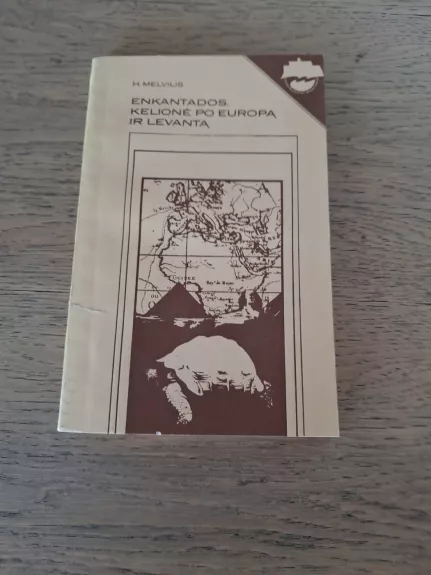 H. MELVILIS
ENKANTADOS.
KELIONĖ PO EUROPĄ
IR LEVANTĄ